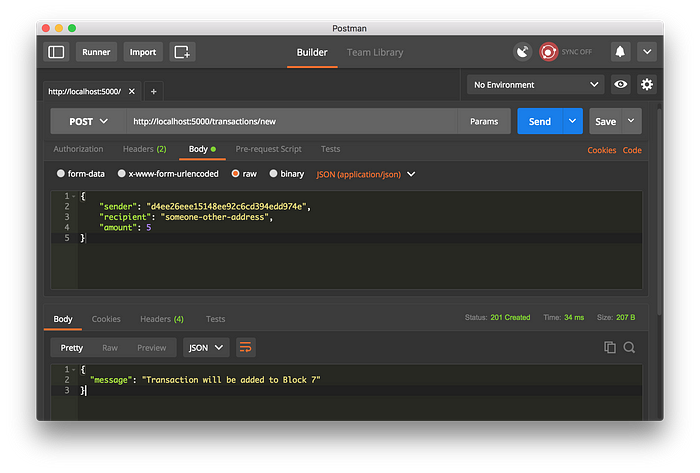 Postman
Runner Import Builder Team Library SYNC OFF
http://localhost:5000/ No Environment
POST http://localhost:5000/transactions/new Params Send Save
Authorization Headers (2) Body Pre-request Script Tests Cookies Code
form-data x-www-form-urlencoded raw binary JSON (application/json)
1 {
2 "sender": "d4ee26eee15148ee92c6cd394edd974e",
3 "recipient": "someone-other-address",
4 "amount": 5
5 }
Body Cookies Headers (4) Tests Status: 201 Created Time: 34 ms Size: 207 B
Pretty Raw Preview JSON
1 {
2 "message": "Transaction will be added to Block 7"
3 }